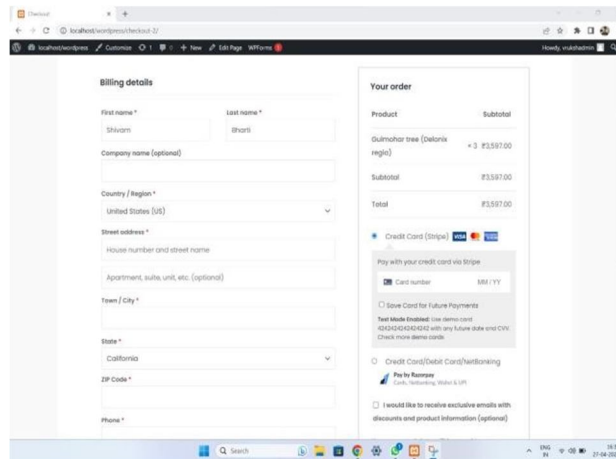 Checkout
localhost/wordpress/checkout-2/
localhost/wordpress Customize 1 0 New Edit Page WPForms
Howdy, vrukshadmin
Billing details
First name *
Last name *
Shivam
Bharti
Company name (optional)
Country / Region *
United States (US)
Street address *
House number and street name
Apartment, suite, unit, etc. (optional)
Town / City *
State *
California
ZIP Code *
Phone *
Your order
Product Subtotal
Gulmohar tree (Delonix
regia) × 3 ₹3,597.00
Subtotal ₹3,597.00
Total ₹3,597.00
Credit Card (Stripe) VISA
Pay with your credit card via Stripe
Card number MM / YY
Save Card for Future Payments
Test Mode Enabled: Use demo card
4242424242424242 with any future date and CVV.
Check more demo cards.
Credit Card/Debit Card/NetBanking
Pay by Razorpay
Cards, Netbanking, Wallet & UPI
I would like to receive exclusive emails with
discounts and product information (optional)
Search
ENG
IN